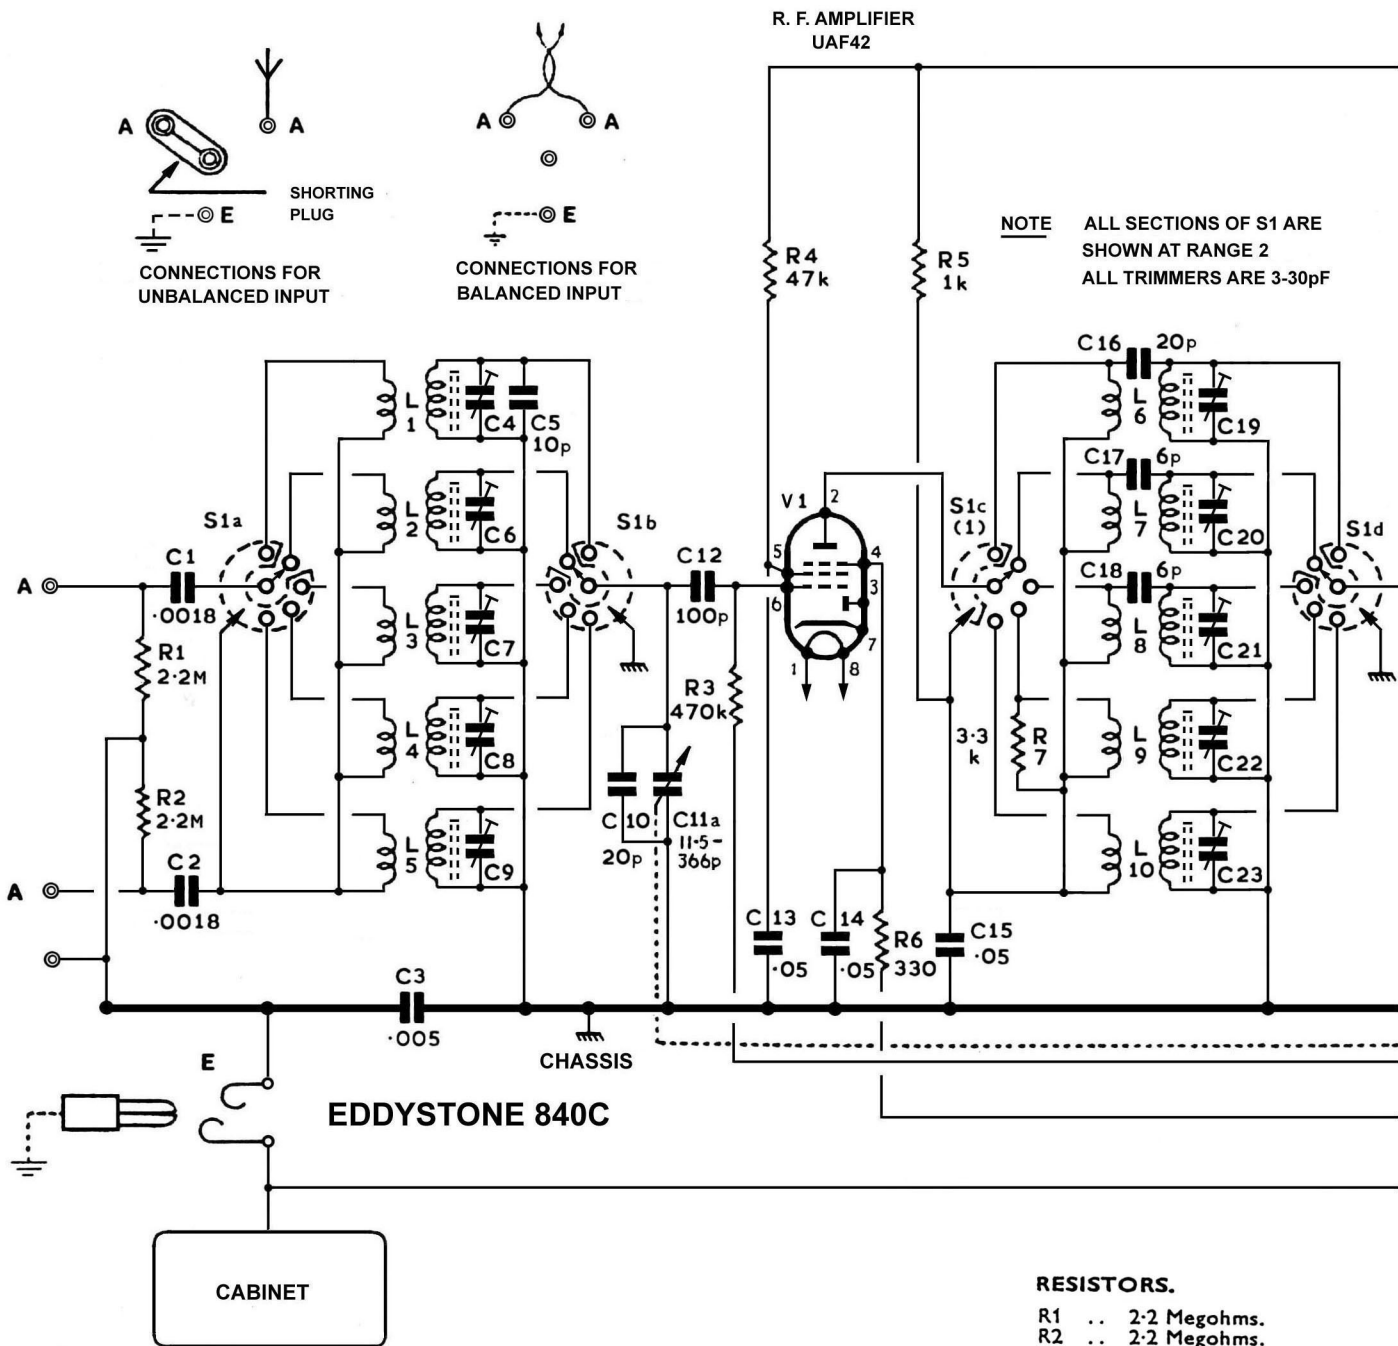 R. F. AMPLIFIER
UAF42
A
A
SHORTING
PLUG
E
CONNECTIONS FOR
UNBALANCED INPUT
A
A
E
CONNECTIONS FOR
BALANCED INPUT
NOTE ALL SECTIONS OF S1 ARE
SHOWN AT RANGE 2
ALL TRIMMERS ARE 3-30pF
R4
47k
R5
1k
C16
20p
L
1
C4
C5
10p
L
6
C19
C17
6p
L
2
C6
S1a
S1b
V1
2
S1c
(1)
L
7
C20
S1d
C1
.0018
A
C12
100p
5
4
6
3
7
1
8
C18
6p
L
3
C7
L
8
C21
R1
2.2M
R3
470k
L
4
C8
3.3
k
R
7
L
9
C22
R2
2.2M
C10
20p
C11a
11.5-
366p
C2
.0018
A
L
5
C9
L
10
C23
C13
.05
C14
.05
R6
330
C15
.05
C3
.005
CHASSIS
E
EDDYSTONE 840C
CABINET
RESISTORS.
R1 .. 2.2 Megohms.
R2 .. 2.2 Megohms.